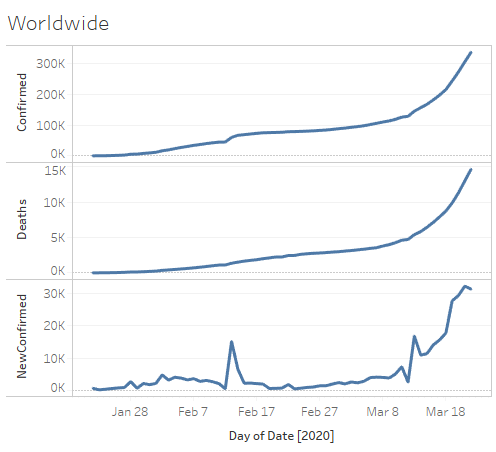 Worldwide
Confirmed
300K
200K
100K
0K
Deaths
15K
10K
5K
0K
NewConfirmed
30K
20K
10K
0K
Jan 28 Feb 7 Feb 17 Feb 27 Mar 8 Mar 18
Day of Date [2020]